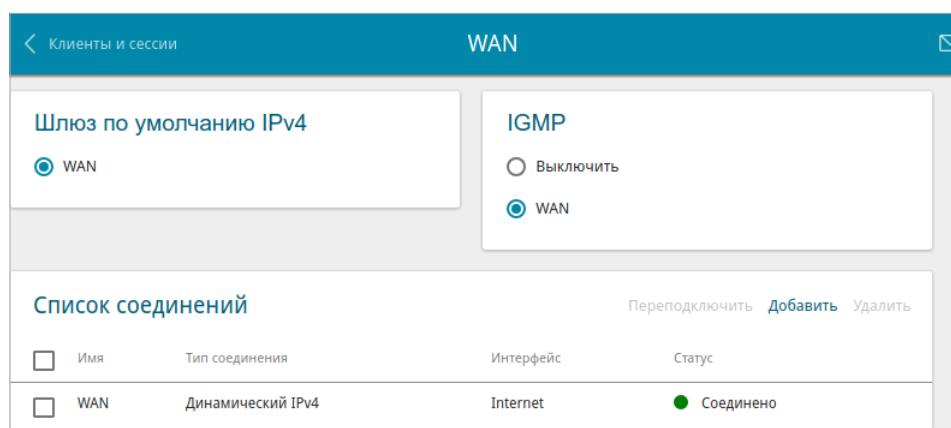 Клиенты и сессии WAN
Шлюз по умолчанию IPv4
WAN
IGMP
Выключить
WAN
Список соединений Переподключить Добавить Удалить
Имя Тип соединения Интерфейс Статус
WAN Динамический IPv4 Internet Соединено